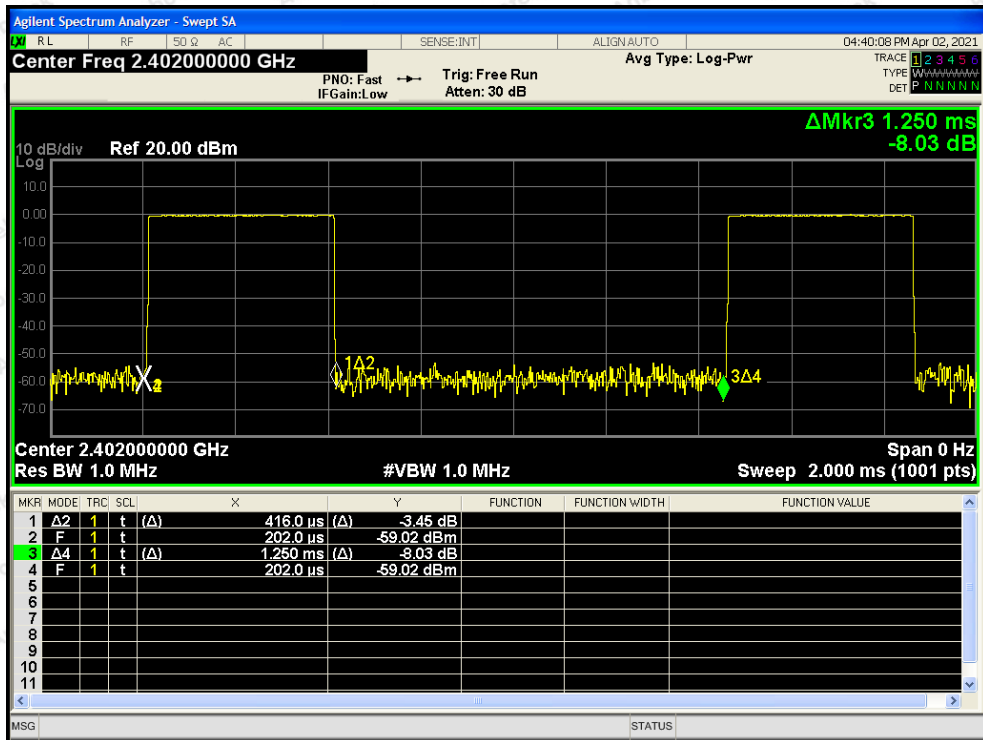 Agilent Spectrum Analyzer - Swept SA
LXI RL RF 50 Ω AC SENSE:INT ALIGNAUTO 04:40:08 PM Apr 02, 2021
Center Freq 2.402000000 GHz Avg Type: Log-Pwr TRACE 1 2 3 4 5 6
PNO: Fast Trig: Free Run TYPE W
IFGain:Low Atten: 30 dB DET P N N N N N
ΔMkr3 1.250 ms
10 dB/div Ref 20.00 dBm -8.03 dB
Log
10.0
0.00
-10.0
-20.0
-30.0
-40.0
-50.0
1Δ2
-60.0 3Δ4
-70.0
Center 2.402000000 GHz Span 0 Hz
Res BW 1.0 MHz #VBW 1.0 MHz Sweep 2.000 ms (1001 pts)
MKR MODE TRC SCL X Y FUNCTION FUNCTION WIDTH FUNCTION VALUE
1 Δ2 1 t (Δ) 416.0 µs (Δ) -3.45 dB
2 F 1 t 202.0 µs -59.02 dBm
3 Δ4 1 t (Δ) 1.250 ms (Δ) -8.03 dB
4 F 1 t 202.0 µs -59.02 dBm
5
6
7
8
9
10
11
MSG STATUS